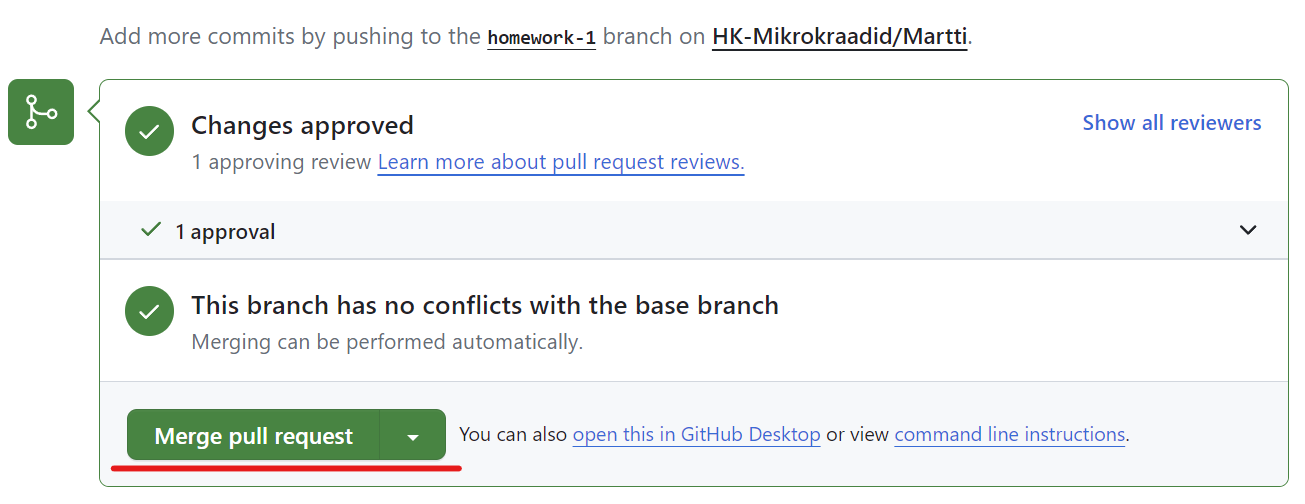 Add more commits by pushing to the homework-1 branch on HK-Mikrokraadid/Martti.
Changes approved
Show all reviewers
1 approving review Learn more about pull request reviews.
1 approval
This branch has no conflicts with the base branch
Merging can be performed automatically.
Merge pull request
You can also open this in GitHub Desktop or view command line instructions.